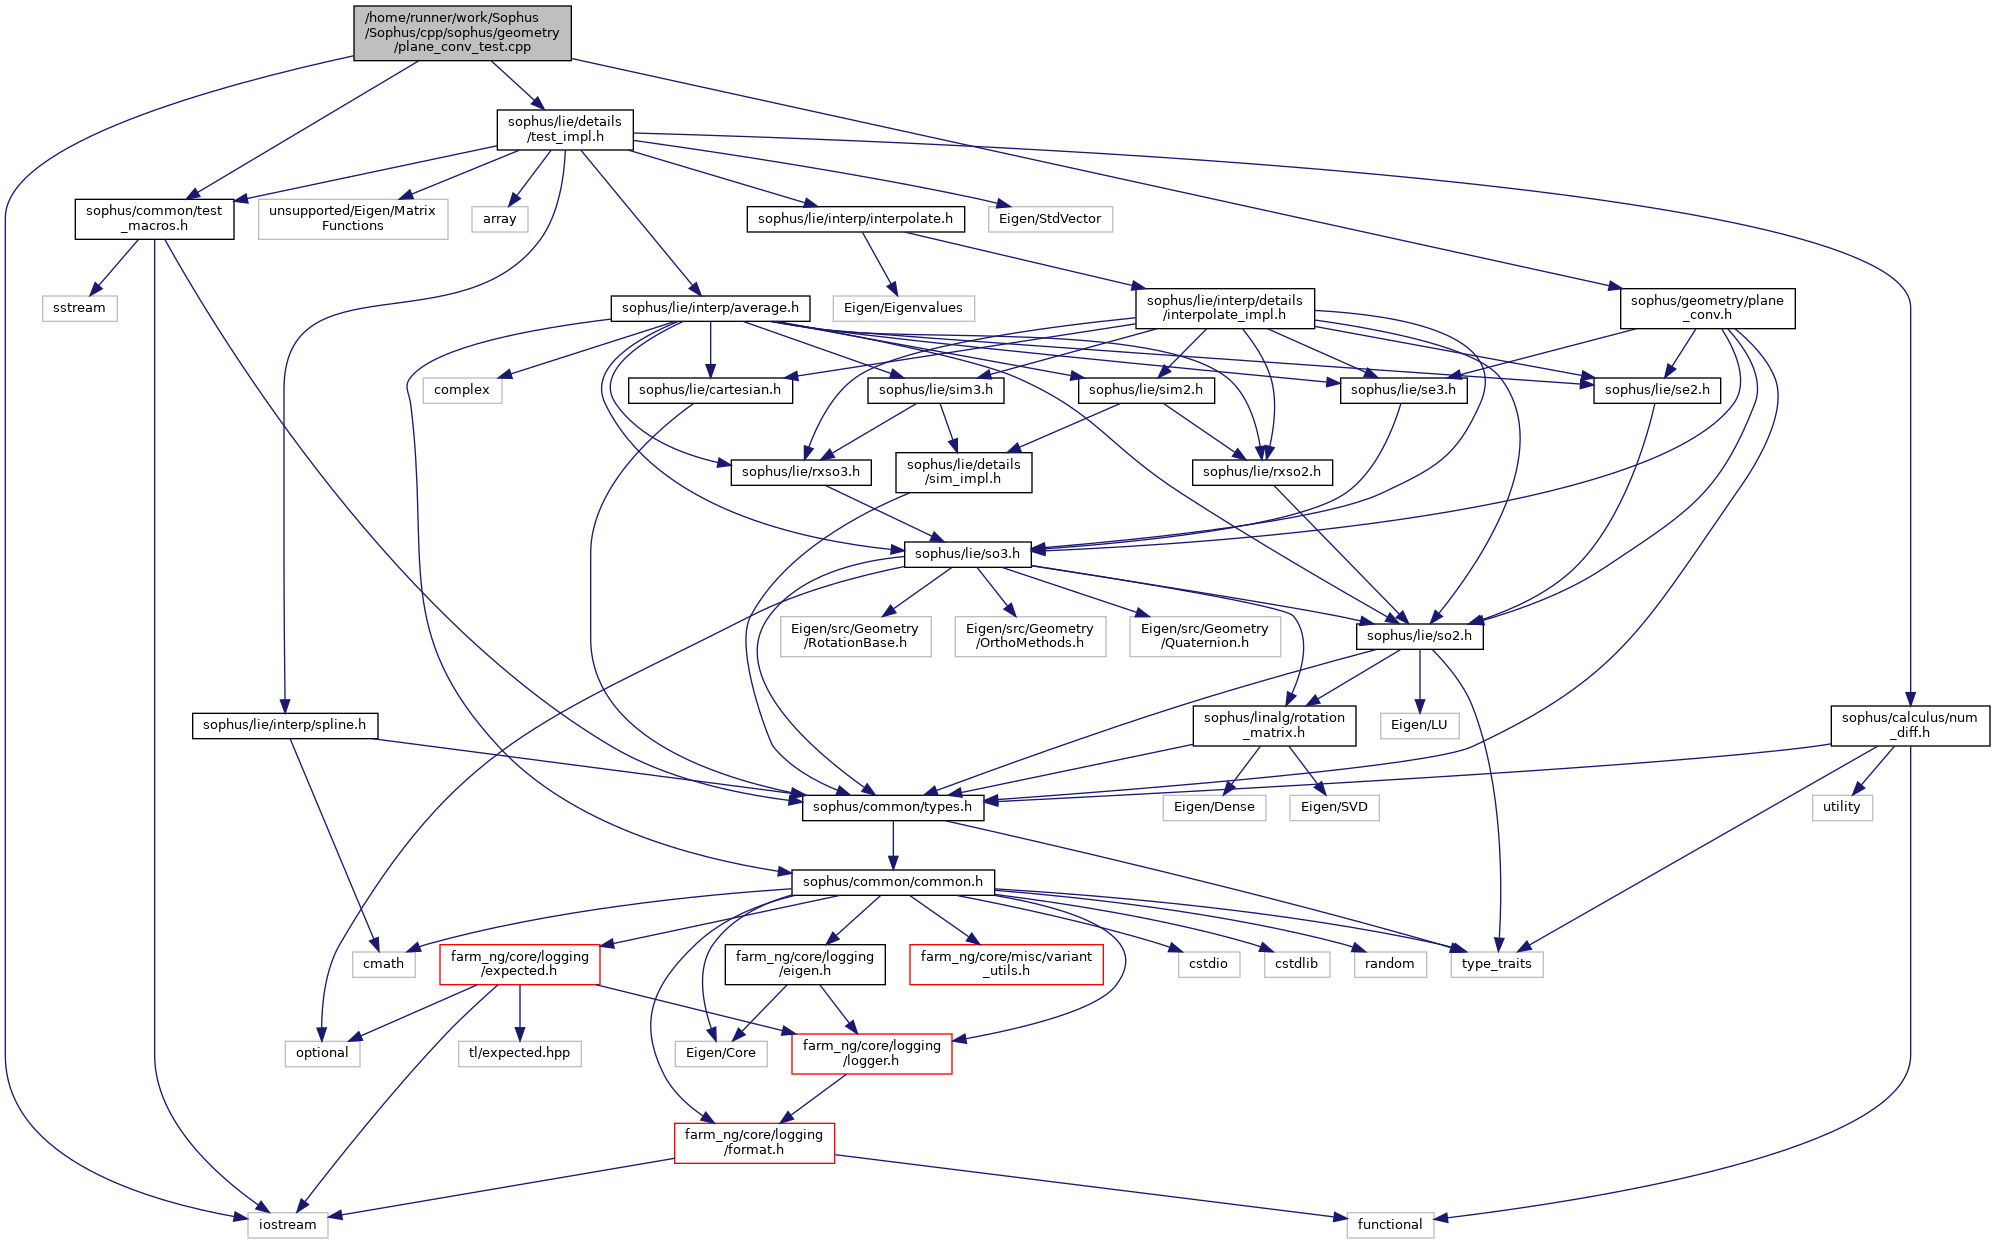 /home/runner/work/Sophus
/Sophus/cpp/sophus/geometry
/plane_conv_test.cpp
sophus/lie/details
/test_impl.h
sophus/common/test
_macros.h
unsupported/Eigen/Matrix
Functions
array
sophus/lie/interp/interpolate.h
Eigen/StdVector
sstream
sophus/lie/interp/average.h
Eigen/Eigenvalues
sophus/lie/interp/details
/interpolate_impl.h
sophus/geometry/plane
_conv.h
complex
sophus/lie/cartesian.h
sophus/lie/sim3.h
sophus/lie/sim2.h
sophus/lie/se3.h
sophus/lie/se2.h
sophus/lie/rxso3.h
sophus/lie/details
/sim_impl.h
sophus/lie/rxso2.h
sophus/lie/so3.h
Eigen/src/Geometry
/RotationBase.h
Eigen/src/Geometry
/OrthoMethods.h
Eigen/src/Geometry
/Quaternion.h
sophus/lie/so2.h
sophus/lie/interp/spline.h
sophus/linalg/rotation
_matrix.h
Eigen/LU
sophus/calculus/num
_diff.h
sophus/common/types.h
Eigen/Dense
Eigen/SVD
utility
sophus/common/common.h
cmath
farm_ng/core/logging
/expected.h
farm_ng/core/logging
/eigen.h
farm_ng/core/misc/variant
_utils.h
cstdio
cstdlib
random
type_traits
optional
tl/expected.hpp
Eigen/Core
farm_ng/core/logging
/logger.h
farm_ng/core/logging
/format.h
iostream
functional